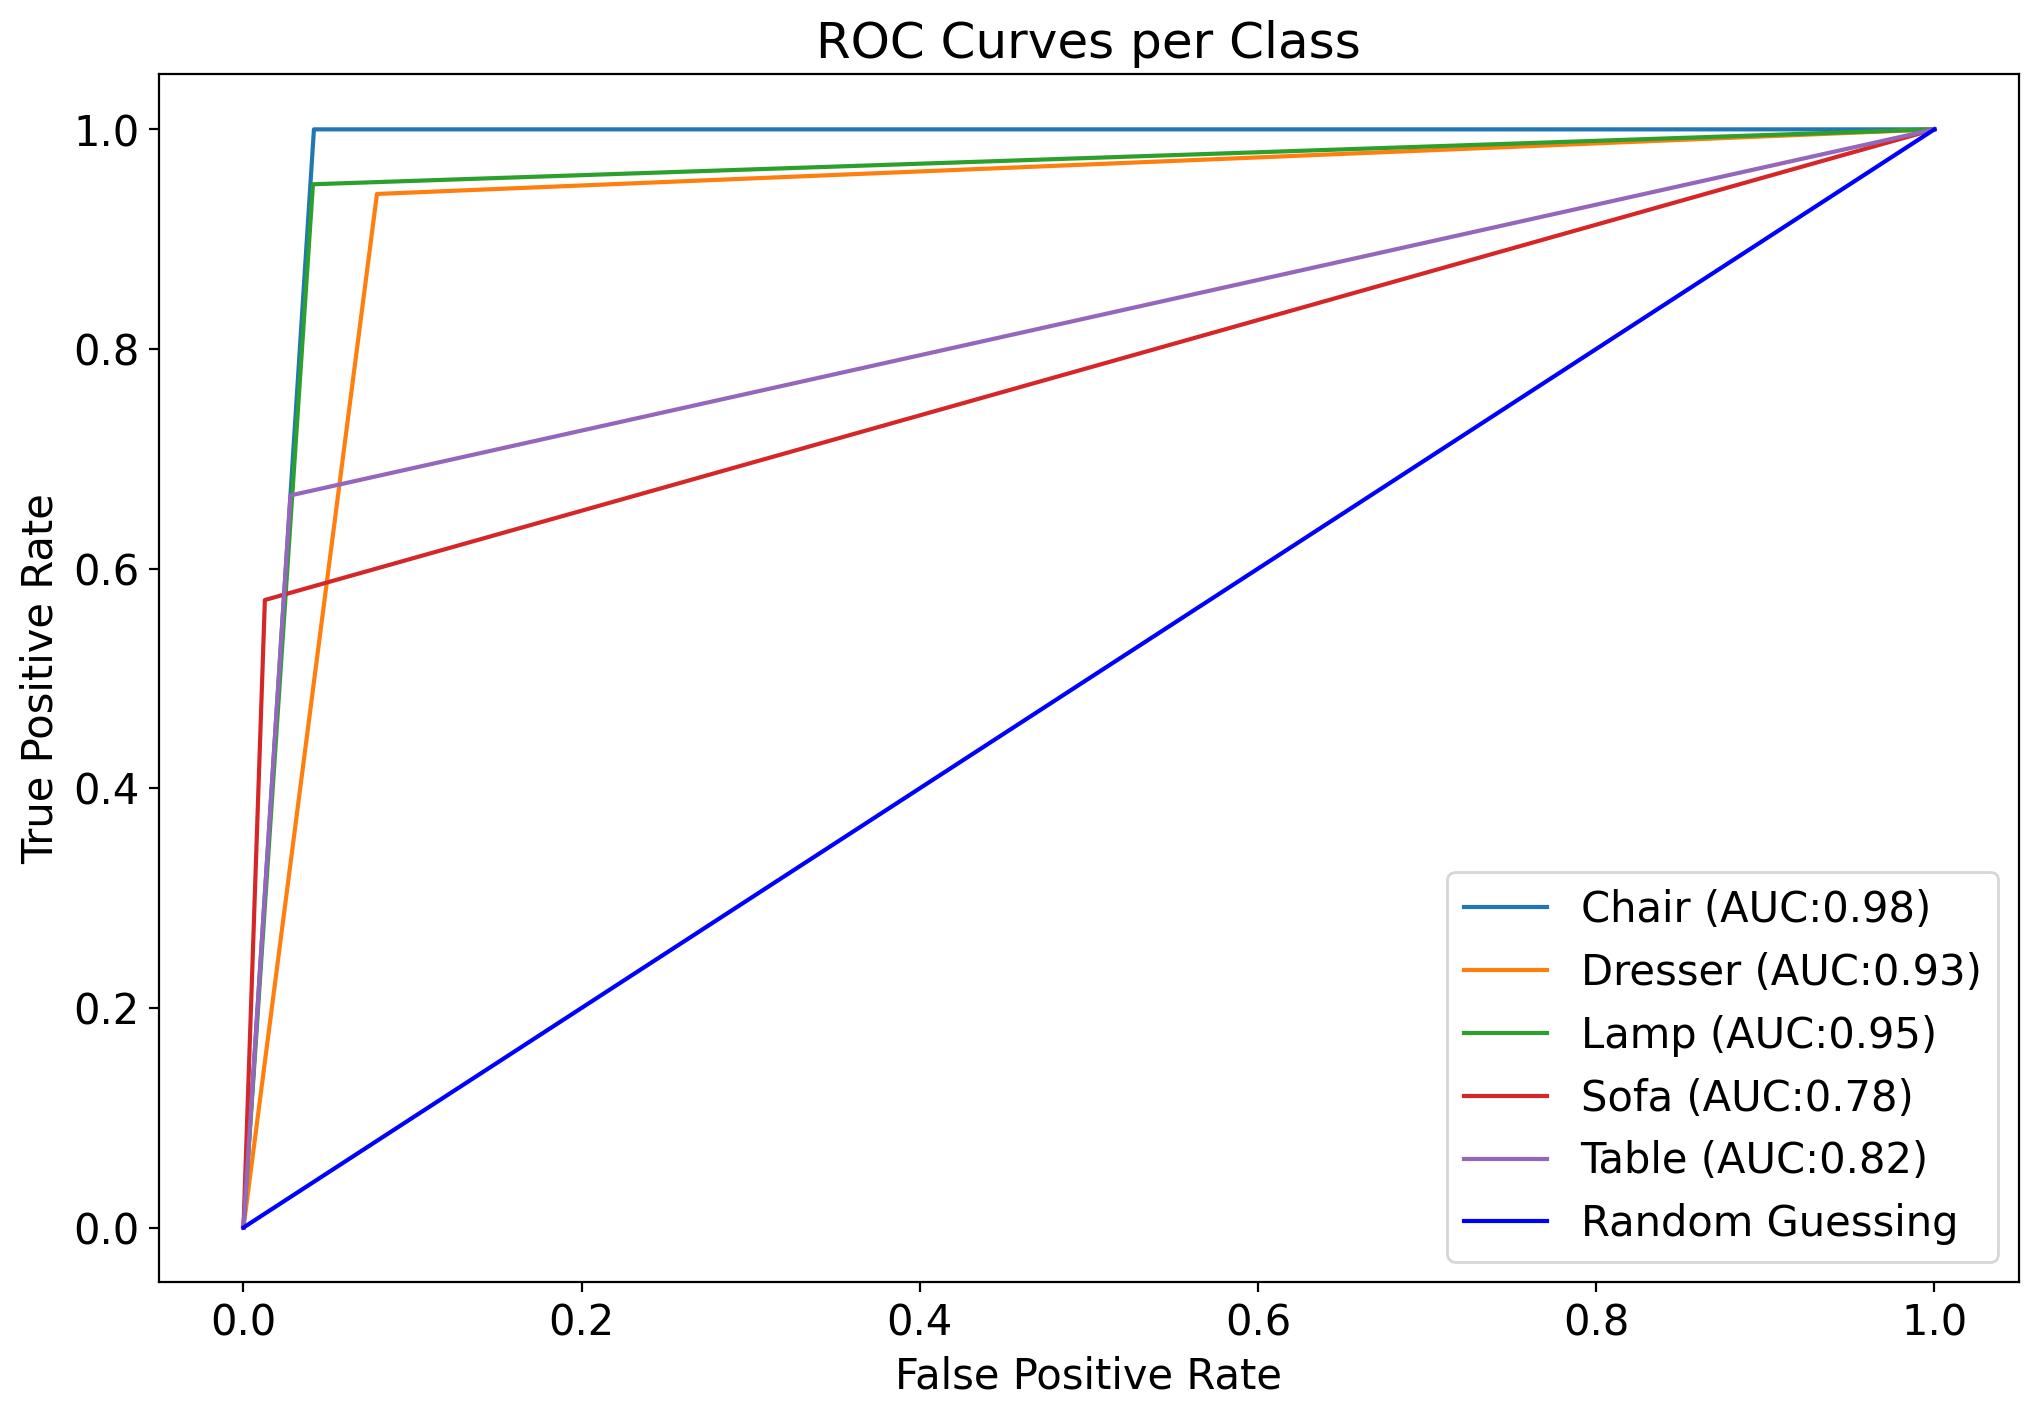 ROC Curves per Class
True Positive Rate
1.0
0.8
0.6
0.4
0.2
0.0
Chair (AUC:0.98)
Dresser (AUC:0.93)
Lamp (AUC:0.95)
Sofa (AUC:0.78)
Table (AUC:0.82)
Random Guessing
0.0 0.2 0.4 0.6 0.8 1.0
False Positive Rate